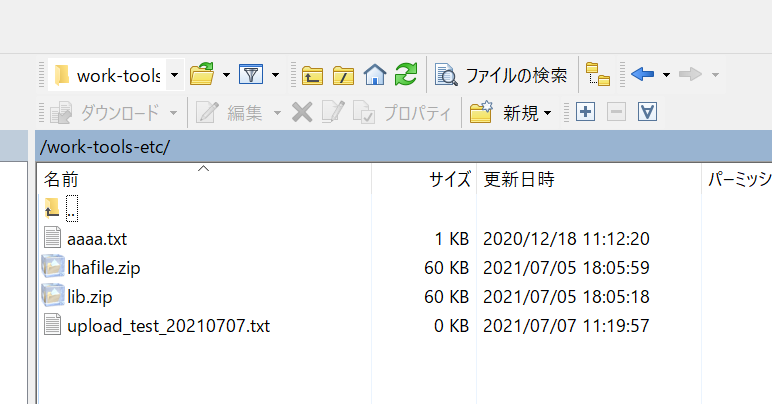 work-tools
ファイルの検索
ダウンロード 編集 プロパティ 新規
/work-tools-etc/
名前 サイズ 更新日時 パーミッシ
..
aaaa.txt 1 KB 2020/12/18 11:12:20
lhafile.zip 60 KB 2021/07/05 18:05:59
lib.zip 60 KB 2021/07/05 18:05:18
upload_test_20210707.txt 0 KB 2021/07/07 11:19:57